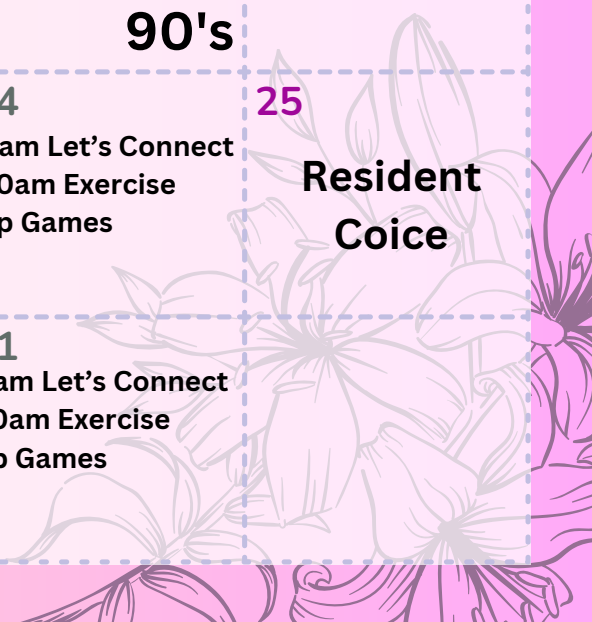 90's
4
am Let's Connect
0am Exercise
p Games
25
Resident
Coice
1
am Let's Connect
0am Exercise
p Games